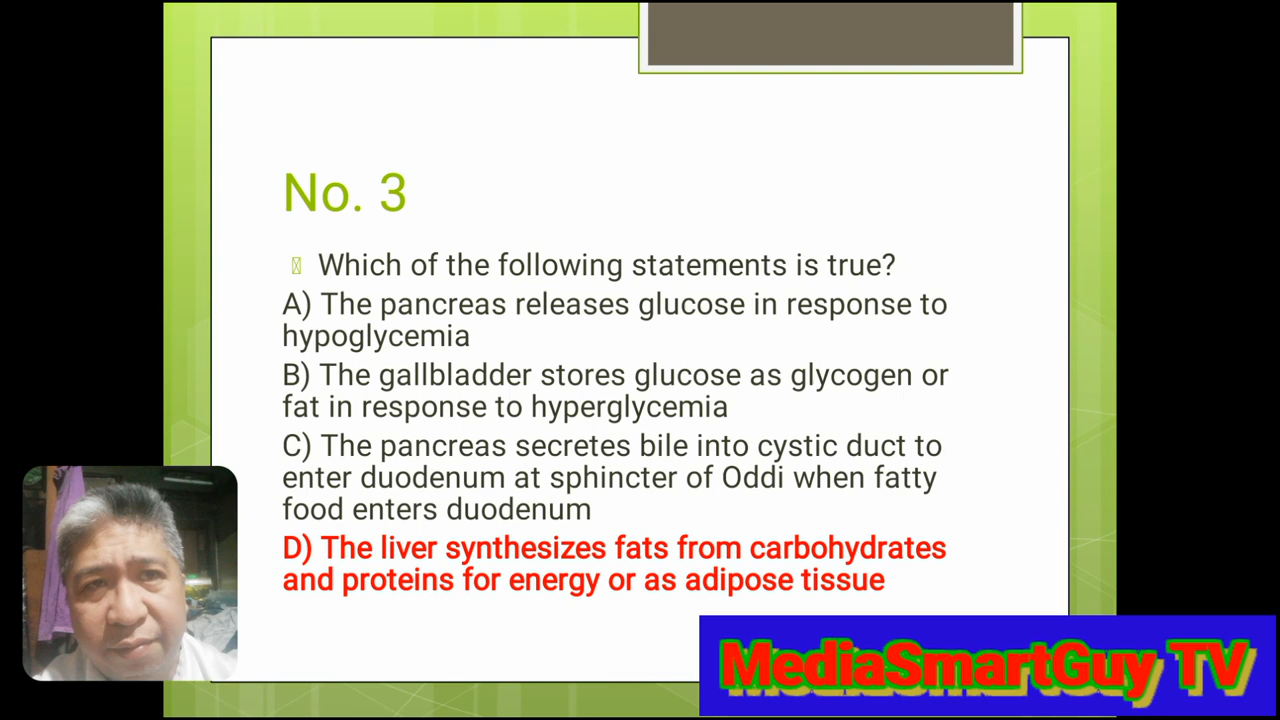 No. 3
Which of the following statements is true?
A) The pancreas releases glucose in response to
hypoglycemia
B) The gallbladder stores glucose as glycogen or
fat in response to hyperglycemia
C) The pancreas secretes bile into cystic duct to
enter duodenum at sphincter of Oddi when fatty
food enters duodenum
D) The liver synthesizes fats from carbohydrates
and proteins for energy or as adipose tissue
MediaSmartGuy TV